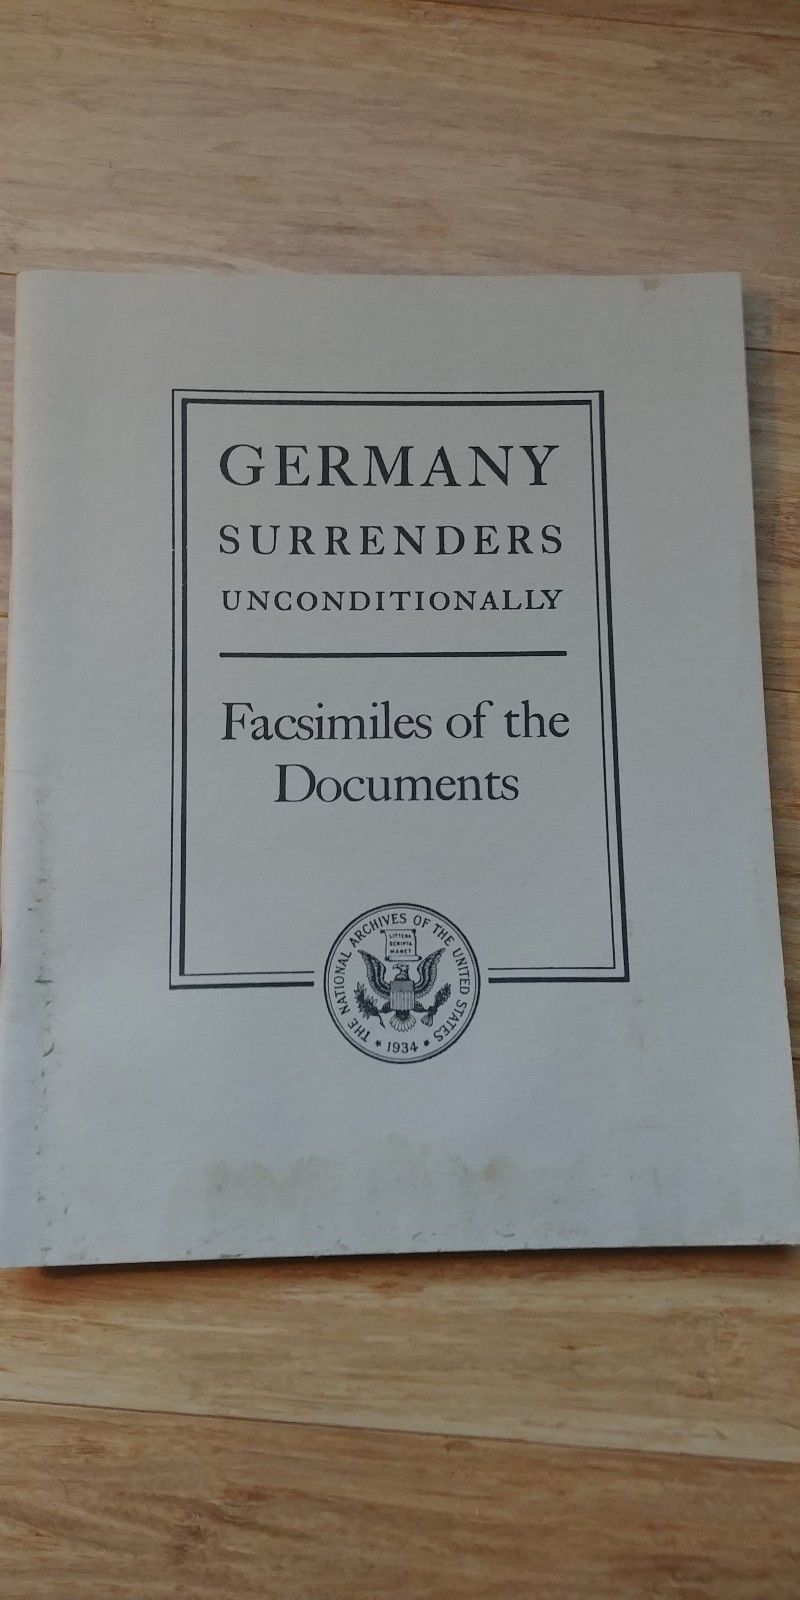 GERMANY
SURRENDERS
UNCONDITIONALLY
Facsimiles of the
Documents
THE NATIONAL ARCHIVES OF THE UNITED STATES
LITTERA
SCRIPTA
MANET
* 1934 *